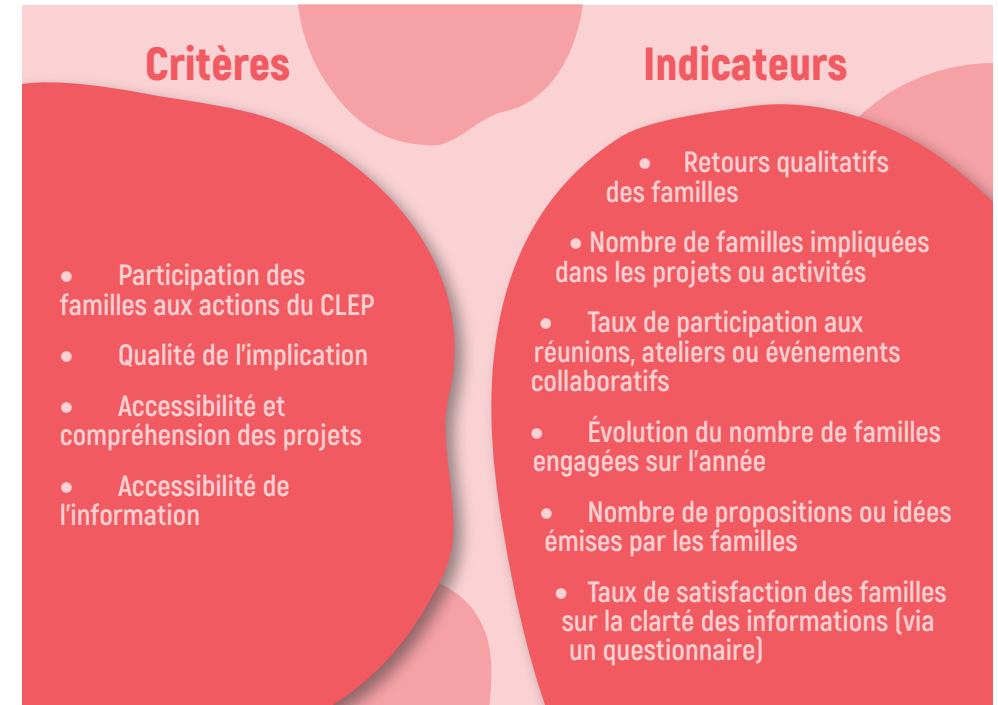 Critères
• Participation des
familles aux actions du CLEP
• Qualité de l'implication
• Accessibilité et
compréhension des projets
• Accessibilité de
l'information
Indicateurs
• Retours qualitatifs
des familles
• Nombre de familles impliquées
dans les projets ou activités
• Taux de participation aux
réunions, ateliers ou événements
collaboratifs
• Évolution du nombre de familles
engagées sur l'année
• Nombre de propositions ou idées
émises par les familles
• Taux de satisfaction des familles
sur la clarté des informations (via
un questionnaire)